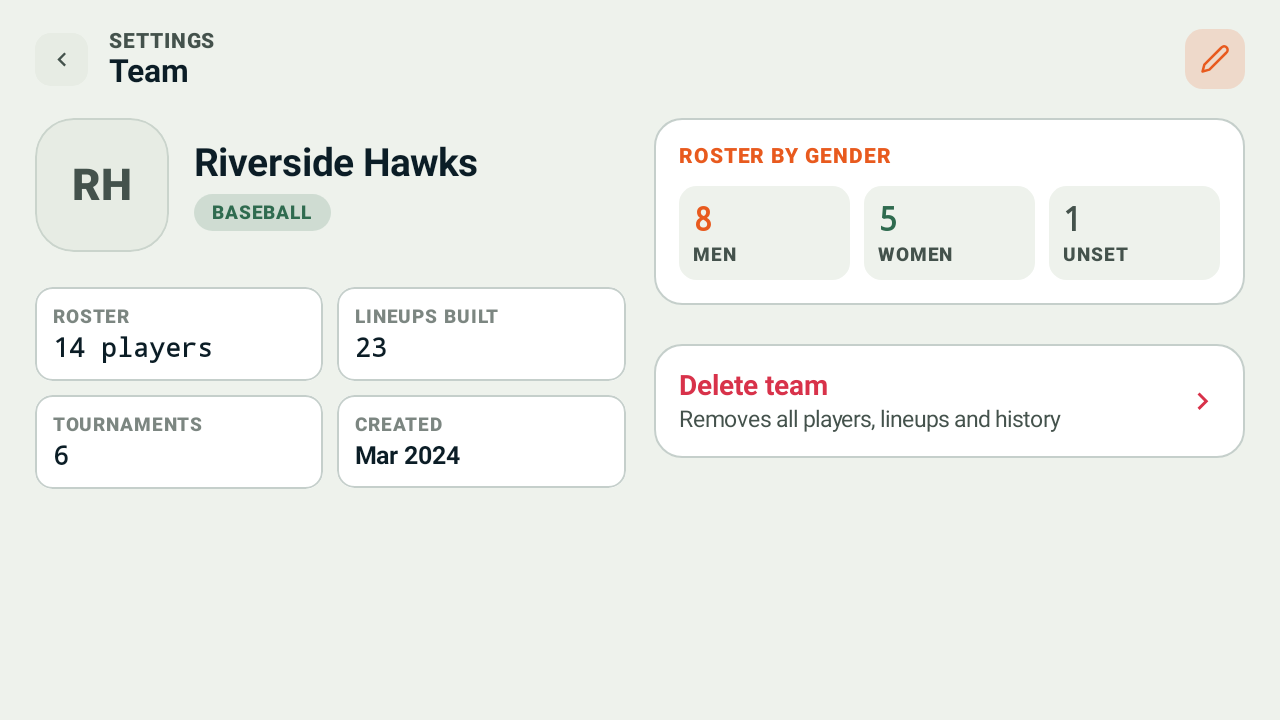 SETTINGS
Team
RH
Riverside Hawks
BASEBALL
ROSTER
14 players
LINEUPS BUILT
23
TOURNAMENTS
6
CREATED
Mar 2024
ROSTER BY GENDER
8
MEN
5
WOMEN
1
UNSET
Delete team
Removes all players, lineups and history